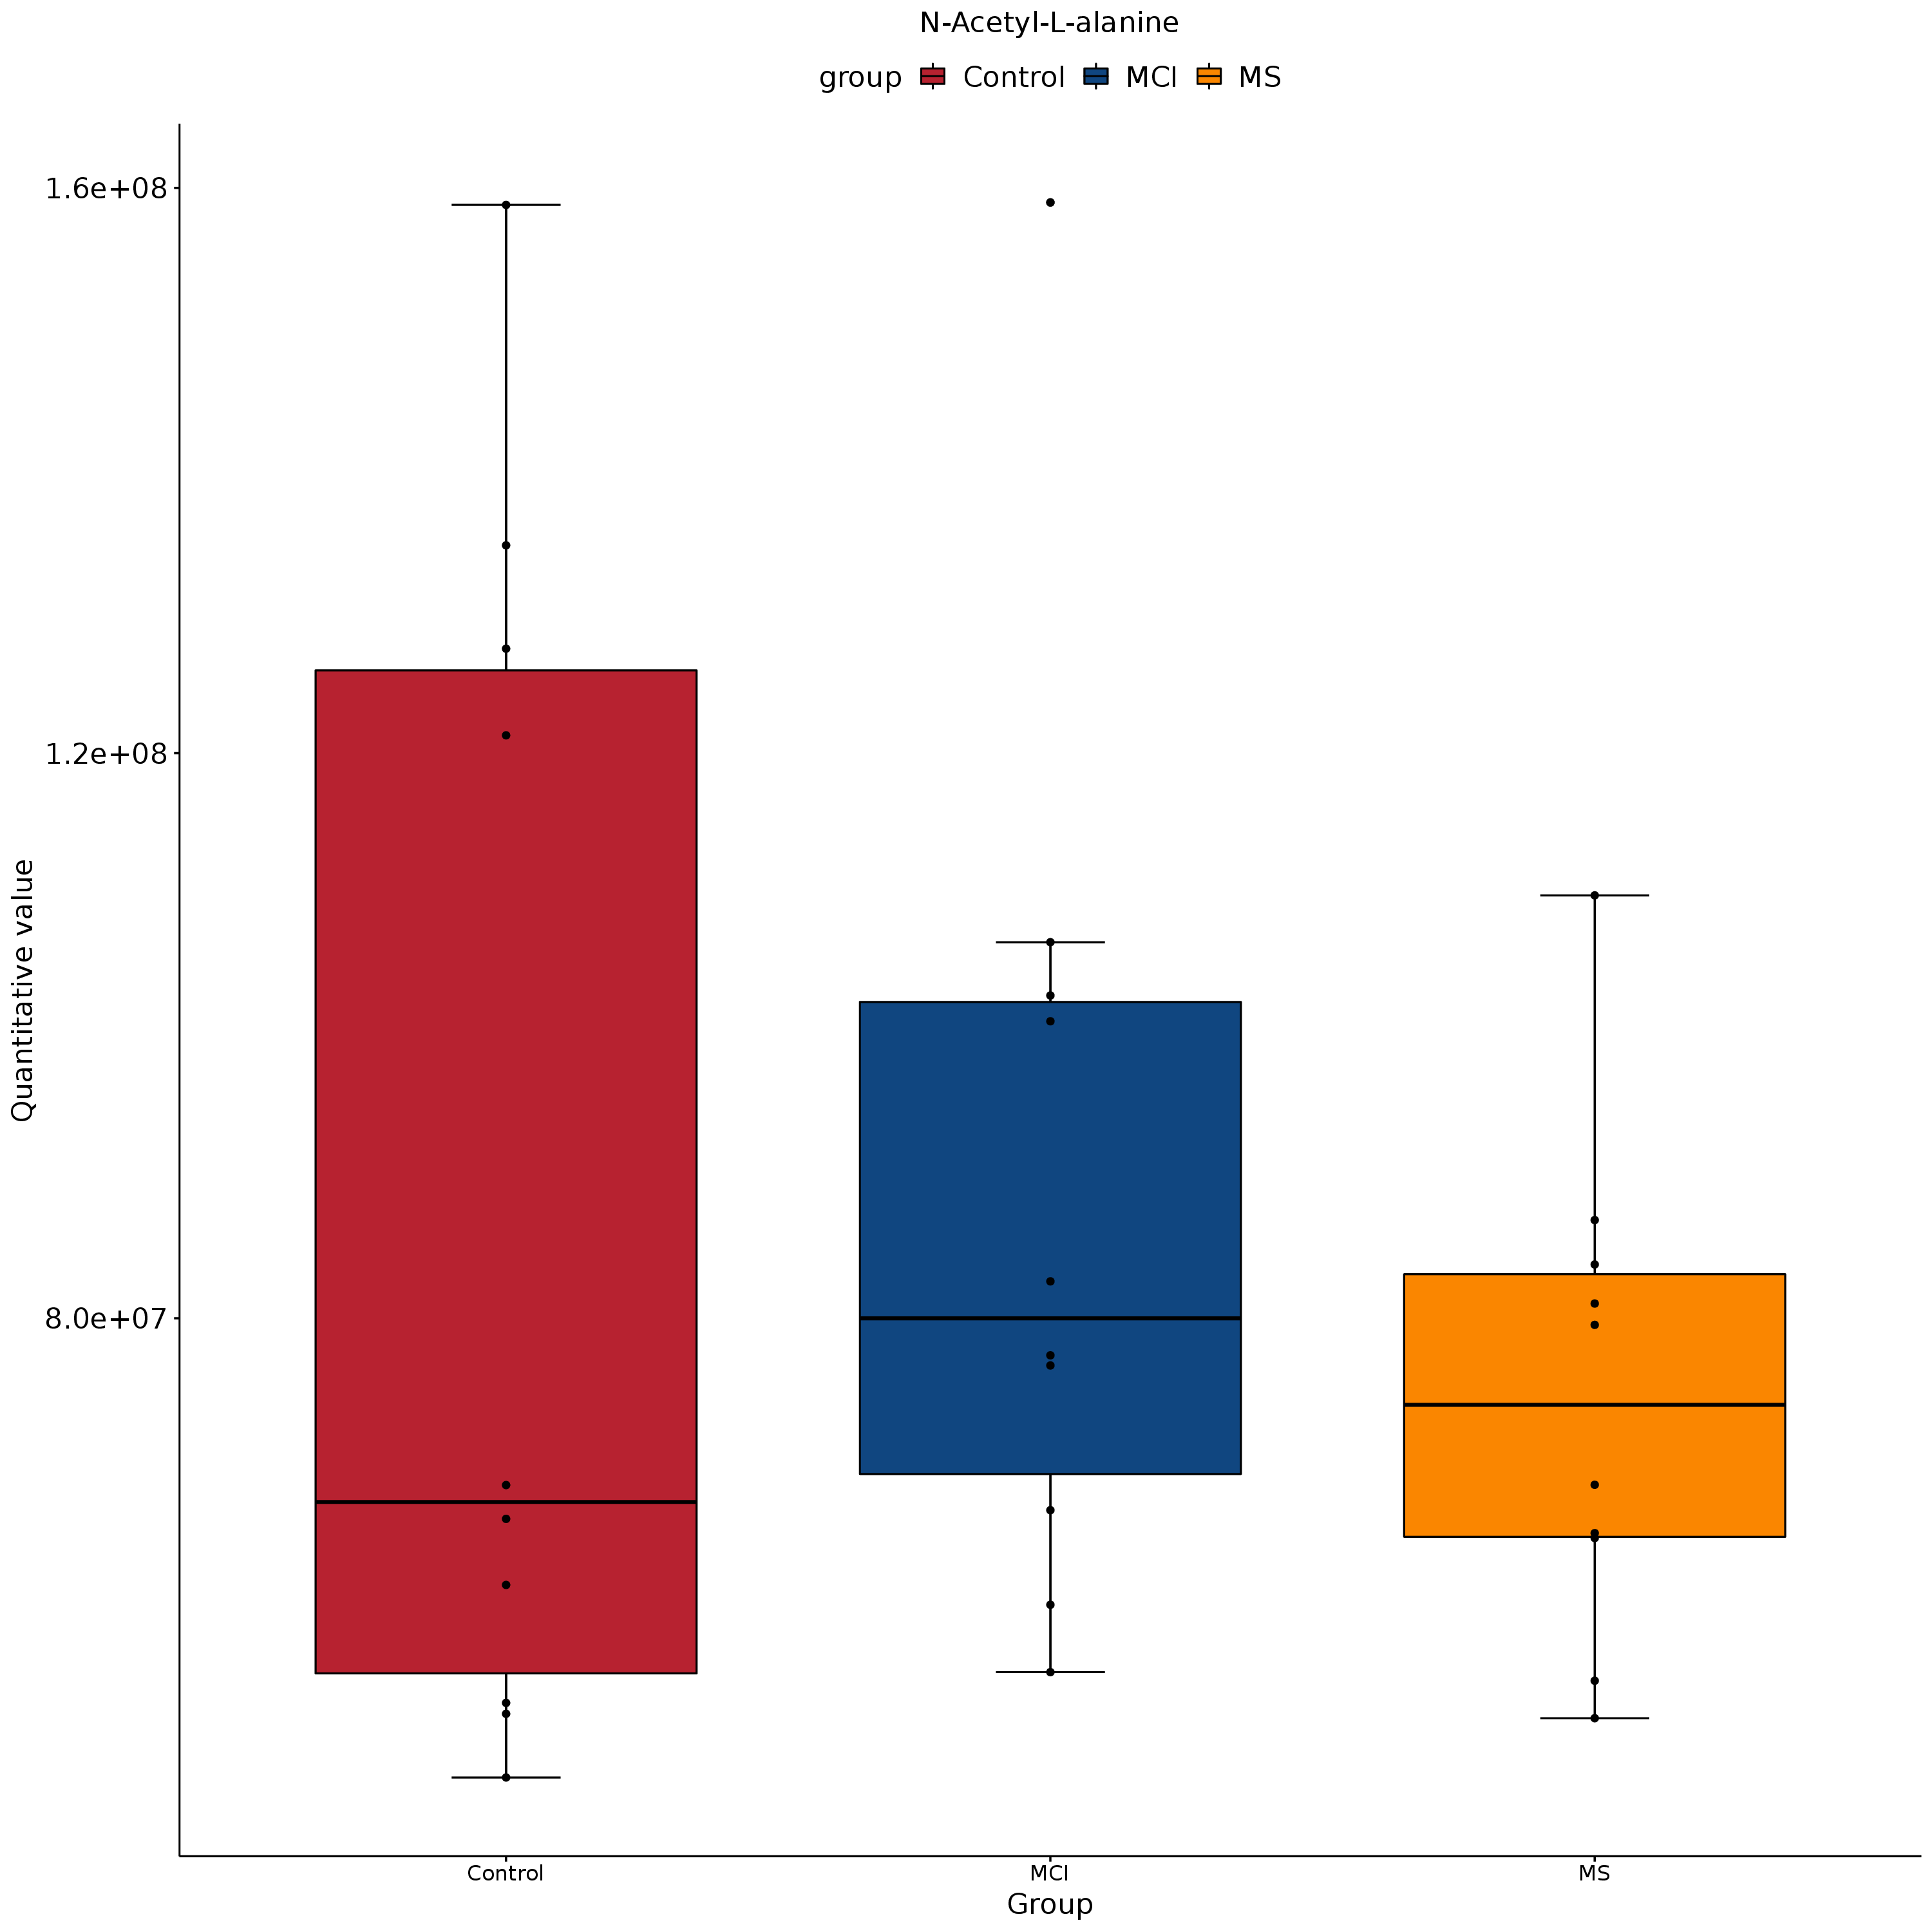 N-Acetyl-L-alanine
group Control MCI MS
1.6e+08
1.2e+08
8.0e+07
Quantitative value
Control MCI MS
Group